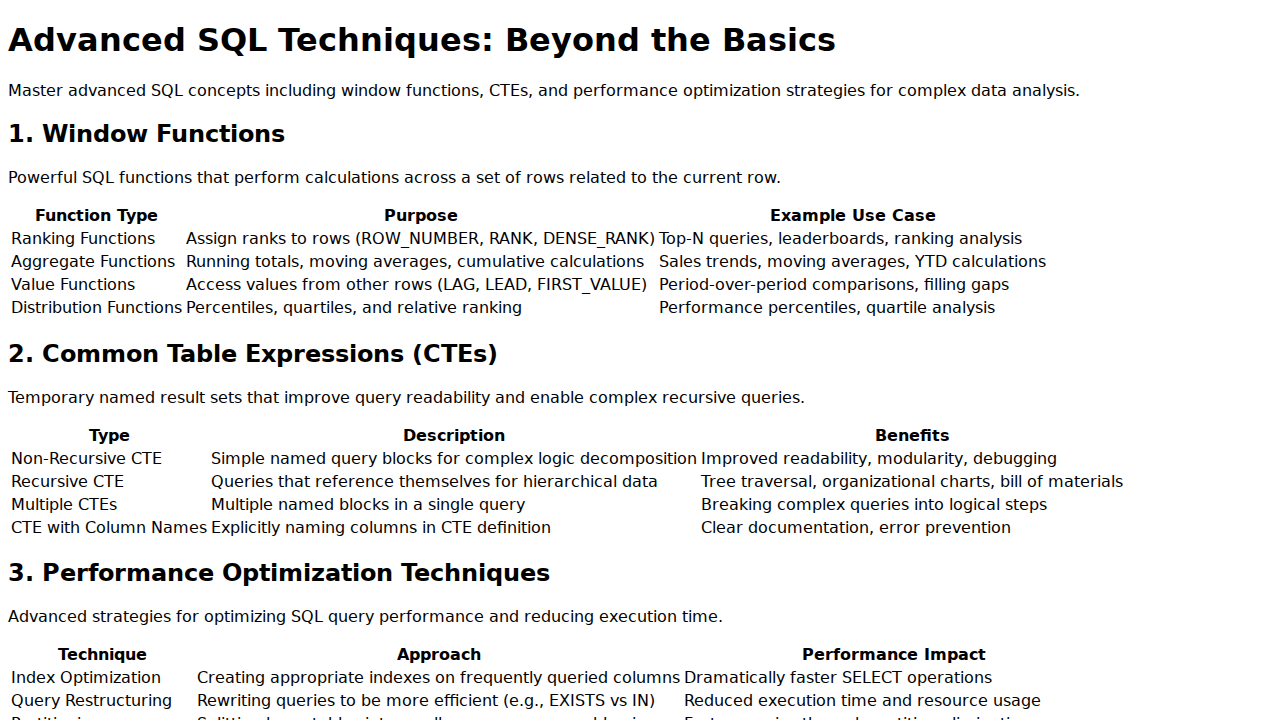 Advanced SQL Techniques: Beyond the Basics
Master advanced SQL concepts including window functions, CTEs, and performance optimization strategies for complex data analysis.
1. Window Functions
Powerful SQL functions that perform calculations across a set of rows related to the current row.
Function Type Purpose Example Use Case
Ranking Functions Assign ranks to rows (ROW_NUMBER, RANK, DENSE_RANK) Top-N queries, leaderboards, ranking analysis
Aggregate Functions Running totals, moving averages, cumulative calculations Sales trends, moving averages, YTD calculations
Value Functions Access values from other rows (LAG, LEAD, FIRST_VALUE) Period-over-period comparisons, filling gaps
Distribution Functions Percentiles, quartiles, and relative ranking Performance percentiles, quartile analysis
2. Common Table Expressions (CTEs)
Temporary named result sets that improve query readability and enable complex recursive queries.
Type Description Benefits
Non-Recursive CTE Simple named query blocks for complex logic decomposition Improved readability, modularity, debugging
Recursive CTE Queries that reference themselves for hierarchical data Tree traversal, organizational charts, bill of materials
Multiple CTEs Multiple named blocks in a single query Breaking complex queries into logical steps
CTE with Column Names Explicitly naming columns in CTE definition Clear documentation, error prevention
3. Performance Optimization Techniques
Advanced strategies for optimizing SQL query performance and reducing execution time.
Technique Approach Performance Impact
Index Optimization Creating appropriate indexes on frequently queried columns Dramatically faster SELECT operations
Query Restructuring Rewriting queries to be more efficient (e.g., EXISTS vs IN) Reduced execution time and resource usage